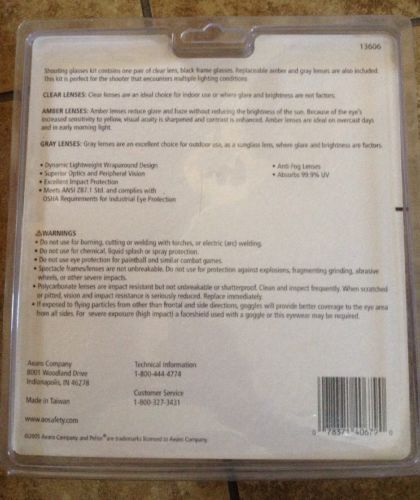 13606
Shooting glasses kit contains one pair of clear lens, black frame glasses. Replaceable amber and gray lenses are also included.
This kit is perfect for the shooter that encounters multiple lighting conditions
CLEAR LENSES: Clear lenses are an ideal choice for indoor use or where glare and brightness are not factors.
AMBER LENSES: Amber lenses reduce glare and haze without reducing the brightness of the sun. Because of the eye's
increased sensitivity to yellow, visual acuity is sharpened and contrast is enhanced. Amber lenses are ideal on overcast days
and in early morning light.
GRAY LENSES: Gray lenses are an excellent choice for outdoor use, as a sunglass lens, where glare and brightness are factors.
• Dynamic Lightweight Wraparound Design
• Superior Optics and Peripheral Vision
• Excellent Impact Protection
• Meets ANSI Z87.1 Std. and complies with
OSHA Requirements for Industrial Eye Protection
• Anti-Fog Lenses
• Absorbs 99.9% UV
⚠WARNINGS
• Do not use for burning, cutting or welding with torches, or electric (arc) welding.
• Do not use for chemical, liquid splash or spray protection.
• Do not use eye protection for paintball and similar combat games.
• Spectacle frames/lenses are not unbreakable. Do not use for protection against explosions, fragmenting grinding, abrasive
wheels, or other severe impacts.
• Polycarbonate lenses are impact resistant but not unbreakable or shatterproof. Clean and inspect frequently. When scratched
or pitted, vision and impact resistance is seriously reduced. Replace immediately.
• If exposed to flying particles from other than frontal and side directions, goggles will provide better coverage to the eye area
from all sides. For severe exposure (high impact) a faceshield used with a goggle or this eyewear may be required.
Aearo Company
8001 Woodland Drive
Indianapolis, IN 46278
Made in Taiwan
www.aosafety.com
Technical Information
1-800-444-4774
Customer Service
1-800-327-3431
©2005 Aearo Company and Peltor® are trademarks licensed to Aearo Company.
0 78371 40679 0